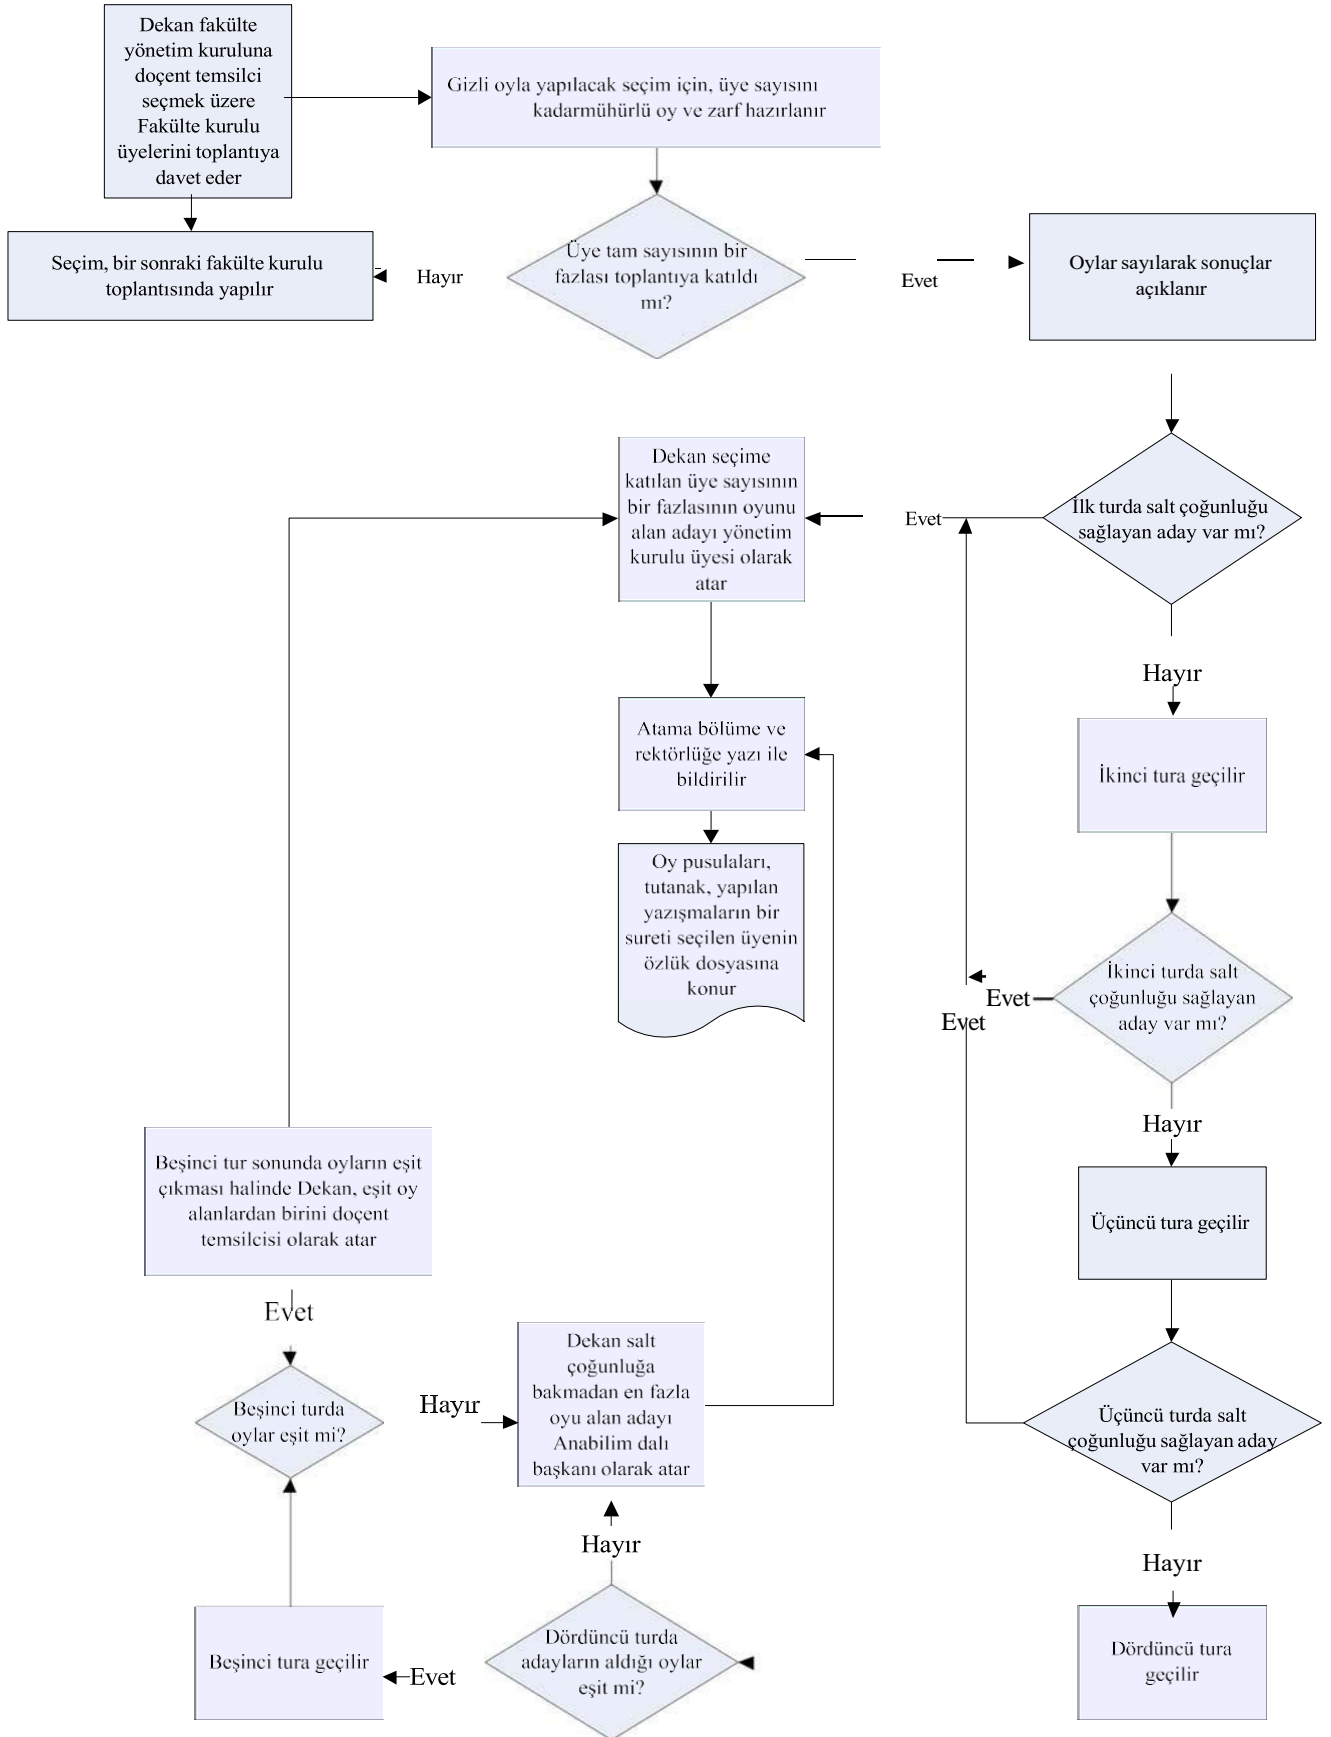 Dekan fakülte
yönetim kuruluna
doçent temsilci
seçmek üzere
Fakülte kurulu
üyelerini toplantıya
davet eder
Gizli oyla yapılacak seçim için, üye sayısını
kadarmühürlü oy ve zarf hazırlanır
Seçim, bir sonraki fakülte kurulu
toplantısında yapılır
Hayır
Üye tam sayısının bir
fazlası toplantıya katıldı
mı?
Evet
Oylar sayılarak sonuçlar
açıklanır
Dekan seçime
katılan üye sayısının
bir fazlasının oyunu
alan adayı yönetim
kurulu üyesi olarak
atar
Evet
İlk turda salt çoğunluğu
sağlayan aday var mı?
Hayır
Atama bölüme ve
rektörlüğe yazı ile
bildirilir
İkinci tura geçilir
Oy pusulaları,
tutanak, yapılan
yazışmaların bir
sureti seçilen üyenin
özlük dosyasına
konur
İkinci turda salt
çoğunluğu sağlayan
aday var mı?
Evet
Evet
Hayır
Beşinci tur sonunda oyların eşit
çıkması halinde Dekan, eşit oy
alanlardan birini doçent
temsilcisi olarak atar
Üçüncü tura geçilir
Evet
Beşinci turda
oylar eşit mi?
Hayır
Dekan salt
çoğunluğa
bakmadan en fazla
oyu alan adayı
Anabilim dalı
başkanı olarak atar
Üçüncü turda salt
çoğunluğu sağlayan aday
var mı?
Hayır
Hayır
Beşinci tura geçilir
Evet
Dördüncü turda
adayların aldığı oylar
eşit mi?
Dördüncü tura
geçilir